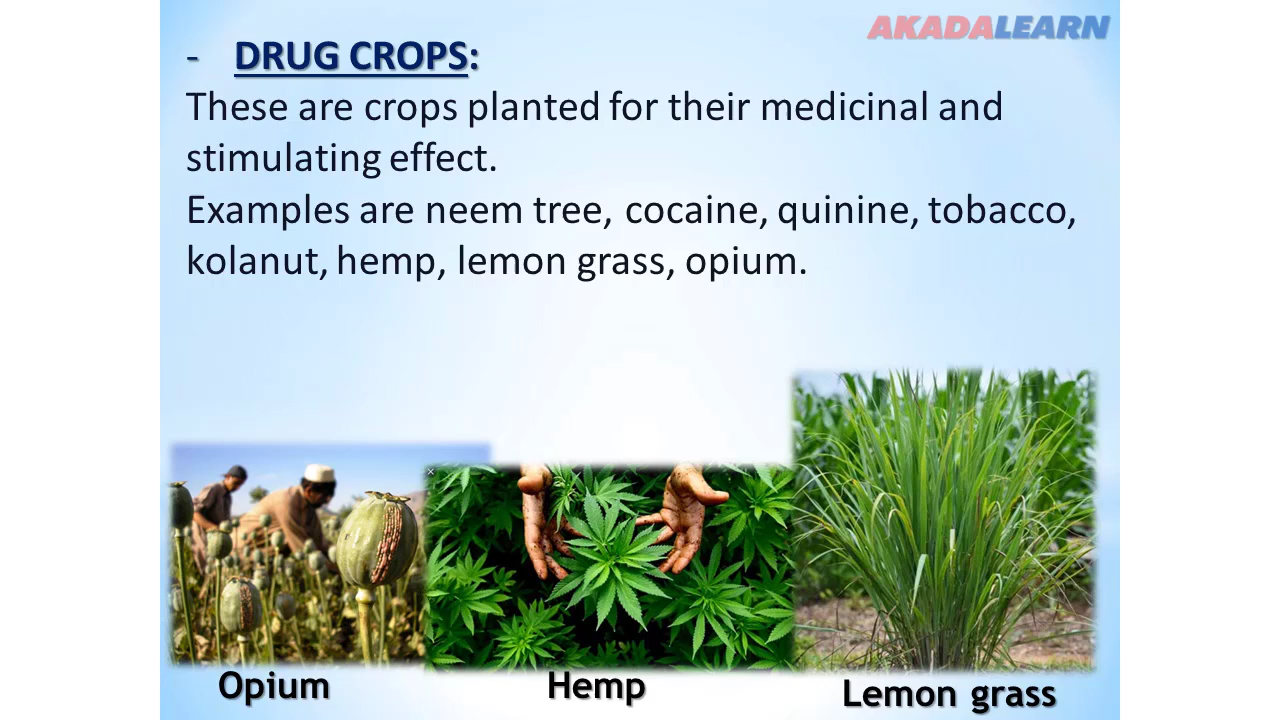 AKADALEARN
- DRUG CROPS:
These are crops planted for their medicinal and
stimulating effect.
Examples are neem tree, cocaine, quinine, tobacco,
kolanut, hemp, lemon grass, opium.
Opium
Hemp
Lemon grass